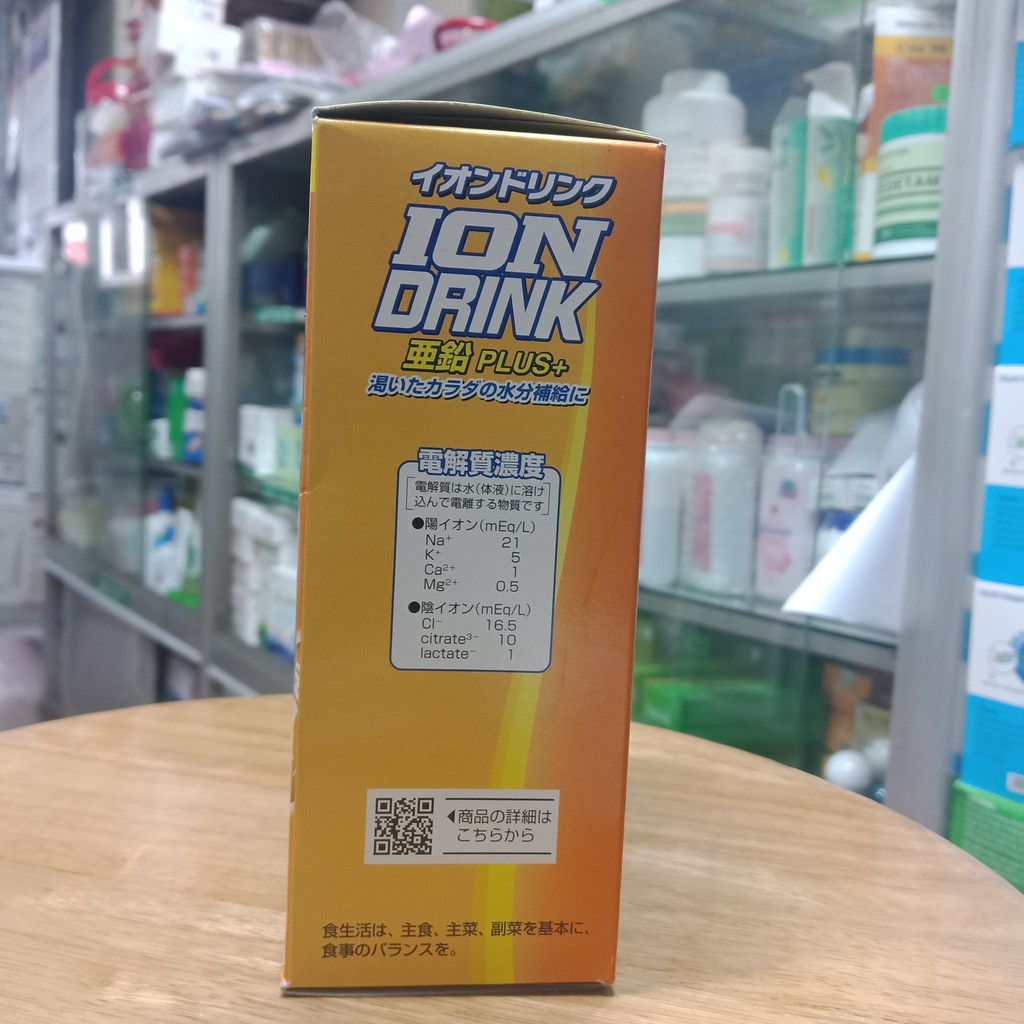 イオンドリンク
ION
DRINK
亜鉛 PLUS+
渇いたカラダの水分補給に
電解質濃度
電解質は水(体液)に溶け
込んで電離する物質です
●陽イオン(mEq/L)
Na⁺ 21
K⁺ 5
Ca²⁺ 1
Mg²⁺ 0.5
●陰イオン(mEq/L)
Cl⁻ 16.5
citrate³⁻ 10
lactate⁻ 1
◀商品の詳細は
こちらから
食生活は、主食、主菜、副菜を基本に、
食事のバランスを。